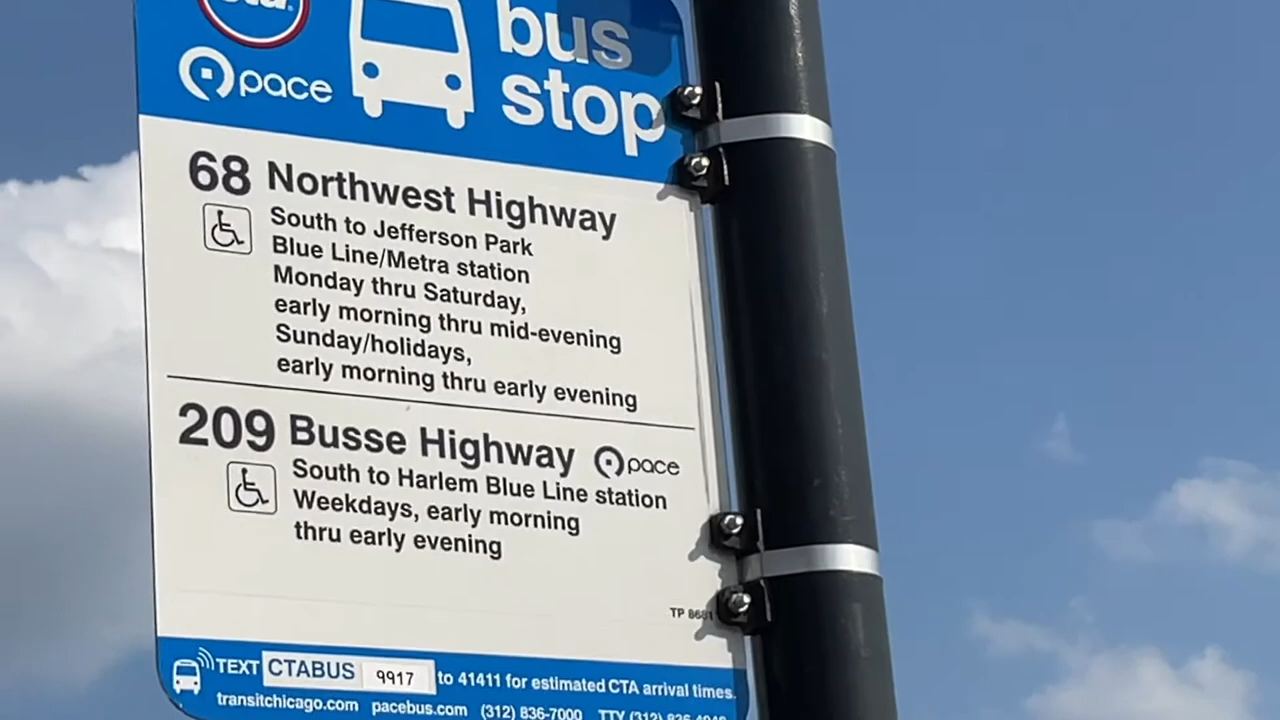 cta
pace
bus
stop
68 Northwest Highway
South to Jefferson Park
Blue Line/Metra station
Monday thru Saturday,
early morning thru mid-evening
Sunday/holidays,
early morning thru early evening
209 Busse Highway pace
South to Harlem Blue Line station
Weekdays, early morning
thru early evening
TP
TEXT CTABUS 9917 to 41411 for estimated CTA arrival times.
transitchicago.com pacebus.com (312) 836-7000 TTY (312)